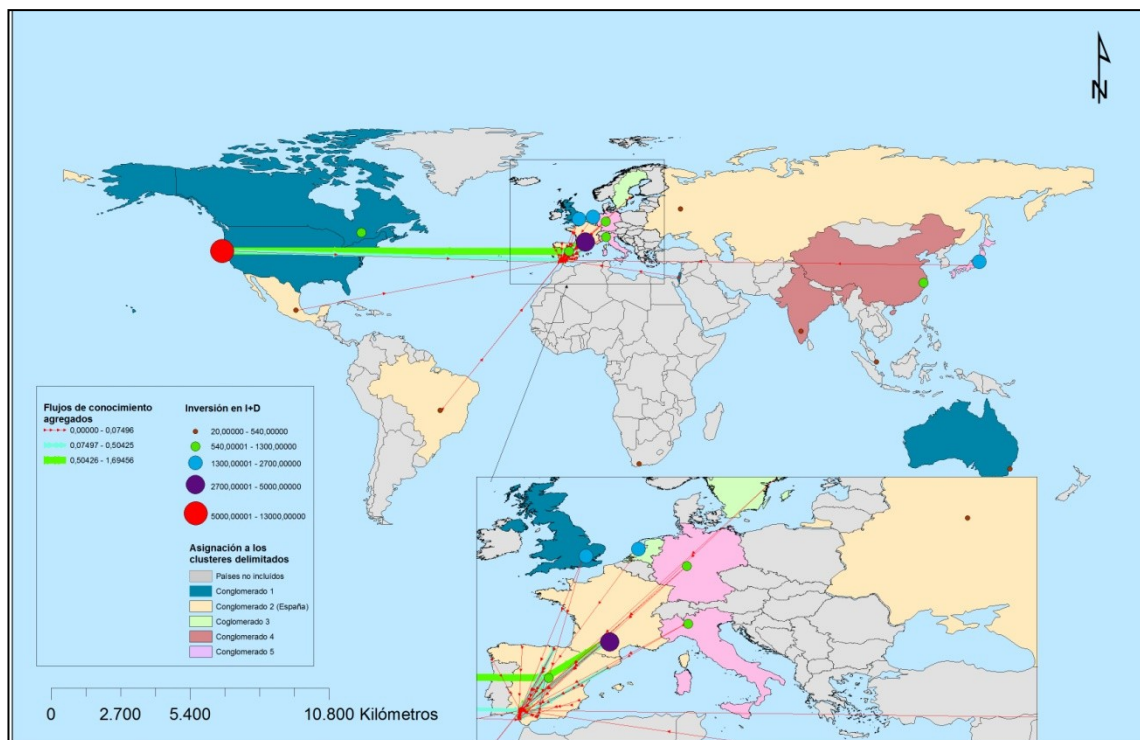 N
Flujos de conocimiento
agregados
0,00000 - 0,07496
0,07497 - 0,50425
0,50426 - 1,69456
Inversión en I+D
20,00000 - 540,00000
540,00001 - 1300,00000
1300,00001 - 2700,00000
2700,00001 - 5000,00000
5000,00001 - 13000,00000
Asignación a los
clusteres delimitados
Países no incluídos
Conglomerado 1
Conglomerado 2 (España)
Conglomerado 3
Conglomerado 4
Conglomerado 5
0 2.700 5.400 10.800 Kilómetros